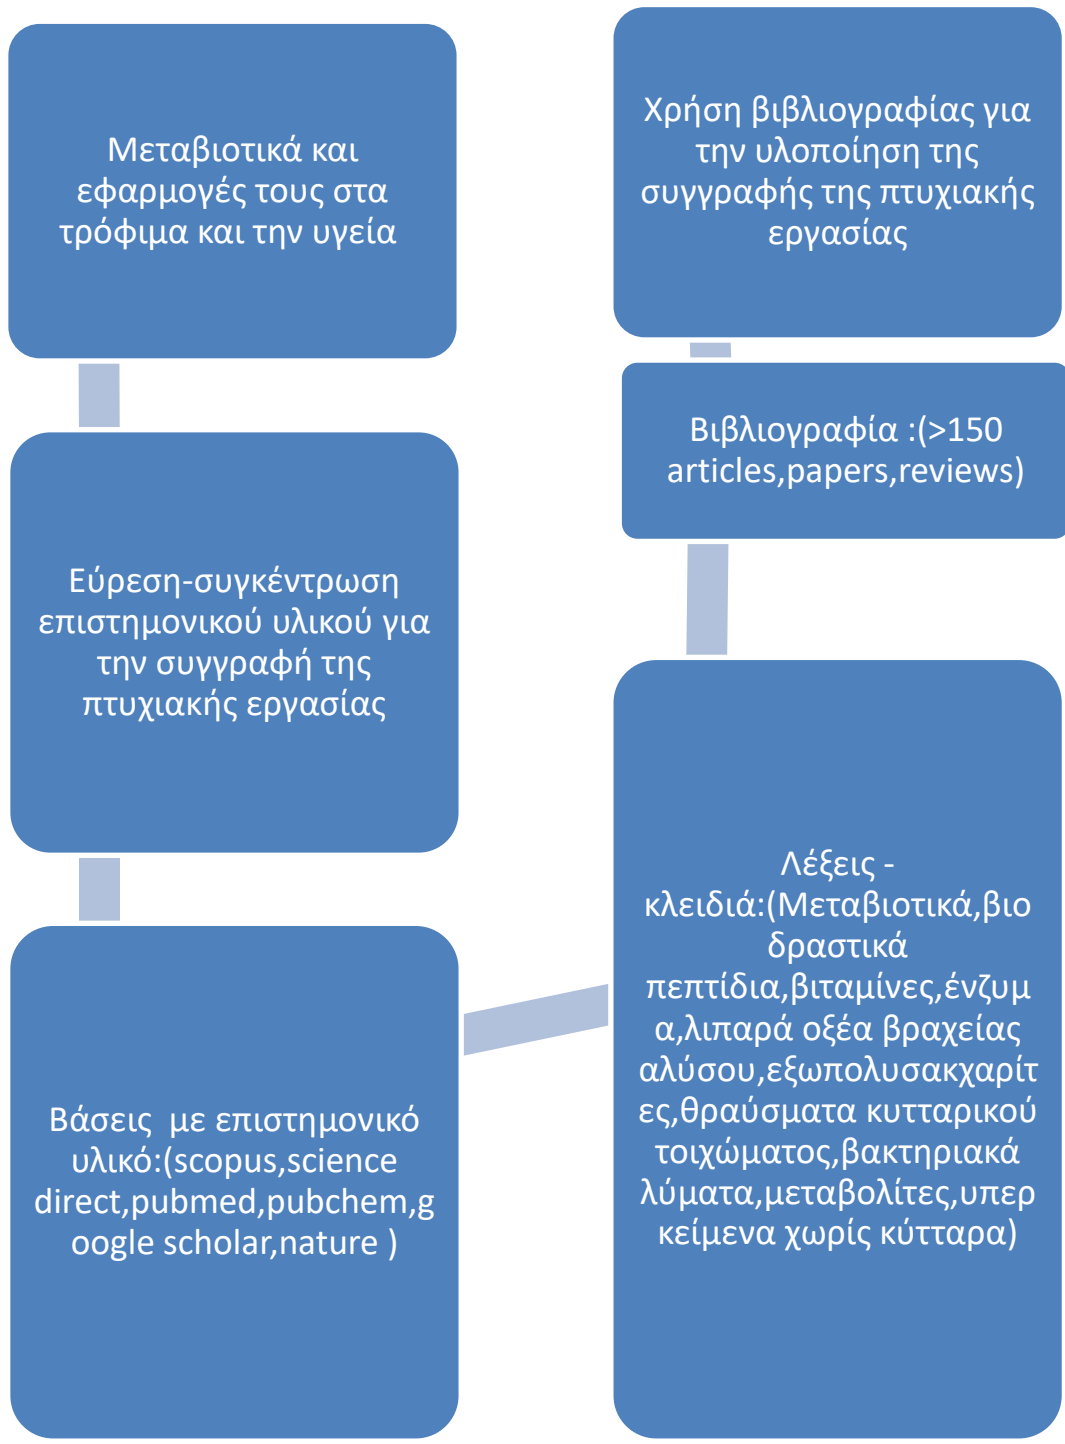 Μεταβιοτικά και
εφαρμογές τους στα
τρόφιμα και την υγεία
Εύρεση-συγκέντρωση
επιστημονικού υλικού για
την συγγραφή της
πτυχιακής εργασίας
Βάσεις  με επιστημονικό
υλικό:(scopus,science
direct,pubmed,pubchem,g
oogle scholar,nature )
Λέξεις -
κλειδιά:(Μεταβιοτικά,βιο
δραστικά
πεπτίδια,βιταμίνες,ένζυμ
α,λιπαρά οξέα βραχείας
αλύσου,εξωπολυσακχαρίτ
ες,θραύσματα κυτταρικού
τοιχώματος,βακτηριακά
λύματα,μεταβολίτες,υπερ
κείμενα χωρίς κύτταρα)
Βιβλιογραφία :(>150
articles,papers,reviews)
Χρήση βιβλιογραφίας για
την υλοποίηση της
συγγραφής της πτυχιακής
εργασίας